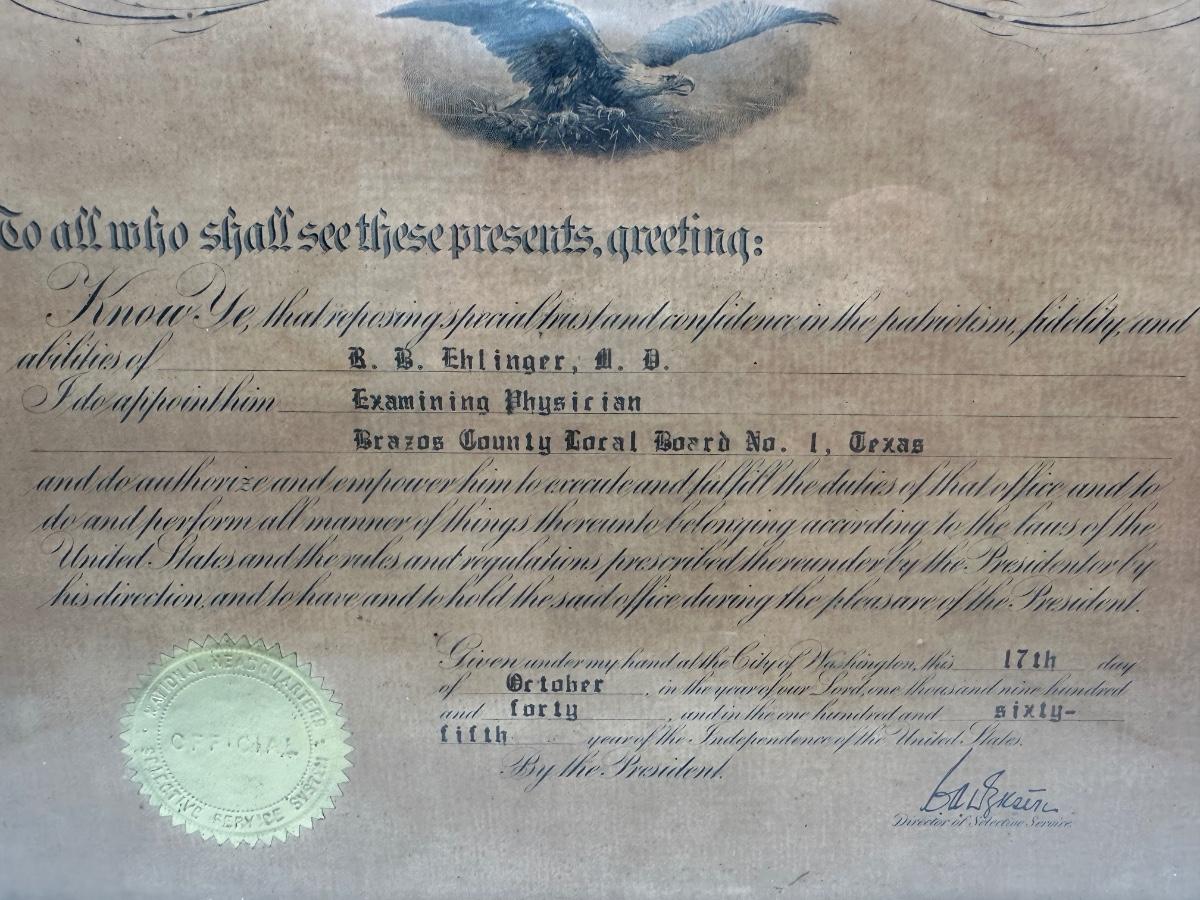 To all who shall see these presents, greeting:
Know Ye, that reposing special trust and confidence in the patriotism, fidelity, and
abilities of R. B. Ehlinger, M. D.
I do appoint him Examining Physician
Brazos County Local Board No. 1, Texas
and do authorize and empower him to execute and fulfill the duties of that office and to
do and perform all manner of things thereunto belonging according to the laws of the
United States and the rules and regulations prescribed thereunder by the President or by
his direction, and to have and to hold the said office during the pleasure of the President.
Given under my hand at the City of Washington, this 17th day
of October, in the year of our Lord, one thousand nine hundred
and forty, and in the one hundred and sixty-
fifth year of the Independence of the United States.
By the President.
Director of Selective Service.
NATIONAL HEADQUARTERS
OFFICIAL
SELECTIVE SERVICE SYSTEM